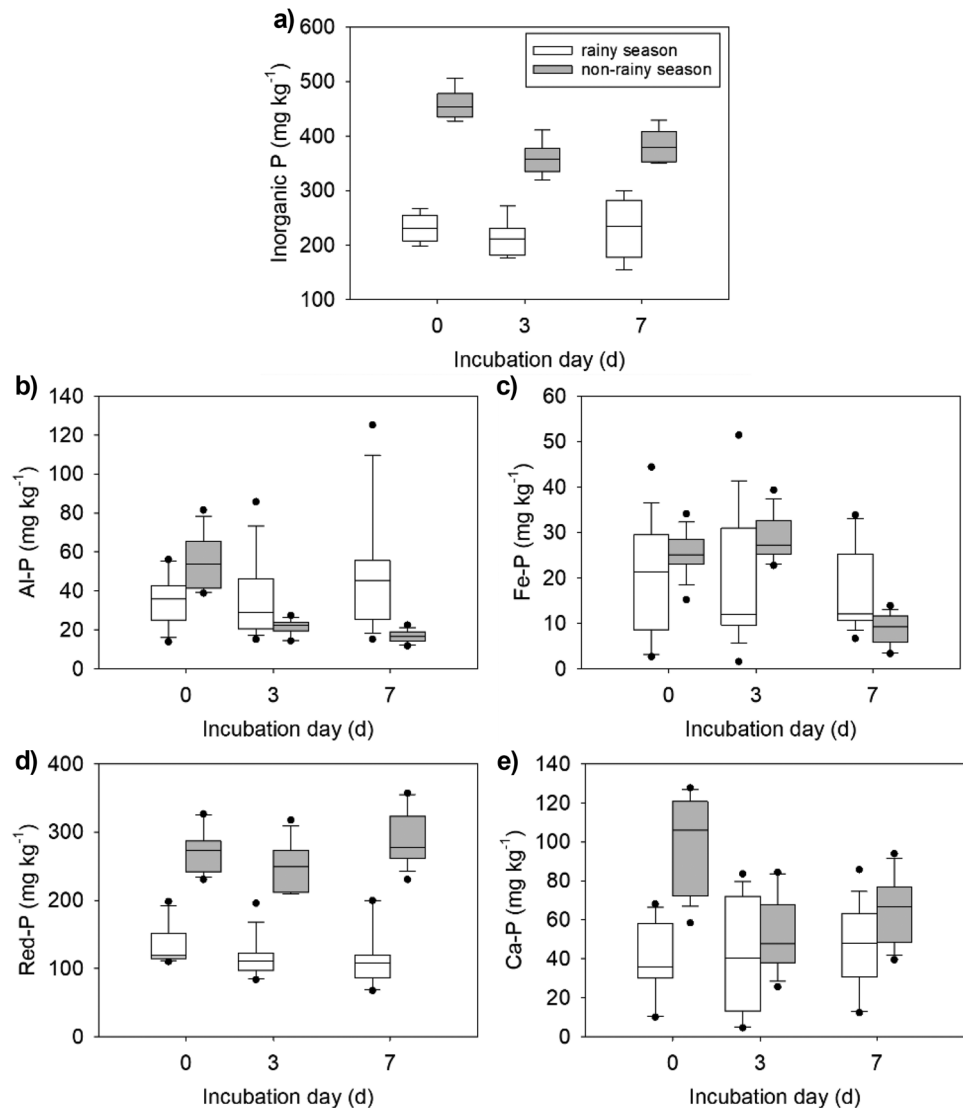 a)
600
500
400
300
200
100
Inorganic P (mg kg⁻¹)
rainy season
non-rainy season
0 3 7
Incubation day (d)
b)
140
120
100
80
60
40
20
0
Al-P (mg kg⁻¹)
0 3 7
Incubation day (d)
c)
60
50
40
30
20
10
0
Fe-P (mg kg⁻¹)
0 3 7
Incubation day (d)
d)
400
300
200
100
0
Red-P (mg kg⁻¹)
0 3 7
Incubation day (d)
e)
140
120
100
80
60
40
20
0
Ca-P (mg kg⁻¹)
0 3 7
Incubation day (d)